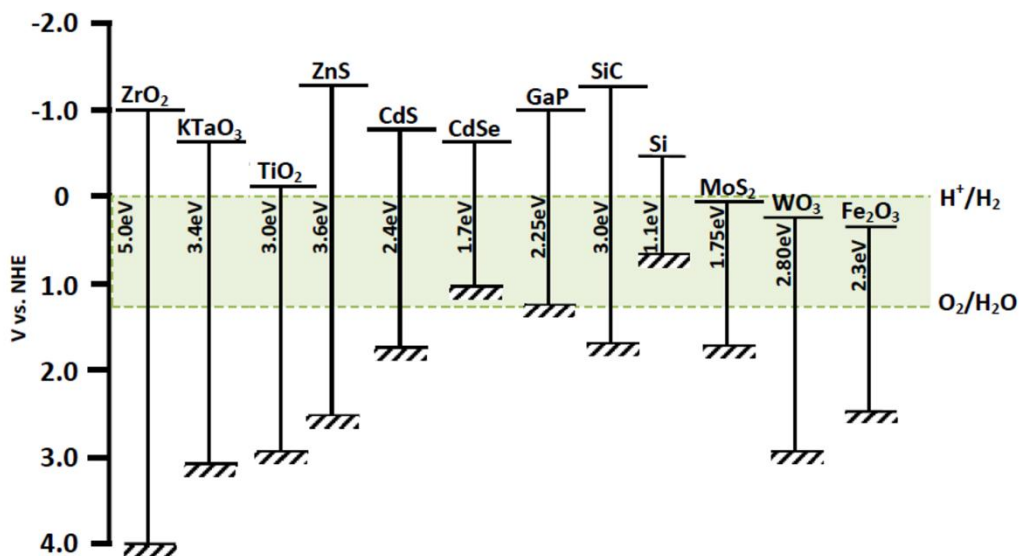 -2.0
-1.0
0
1.0
2.0
3.0
4.0
V vs. NHE
ZrO₂
KTaO₃
TiO₂
ZnS
CdS
CdSe
GaP
SiC
Si
MoS₂
WO₃
Fe₂O₃
5.0eV
3.4eV
3.0eV
3.6eV
2.4eV
1.7eV
2.25eV
3.0eV
1.1eV
1.75eV
2.80eV
2.3eV
H⁺/H₂
O₂/H₂O